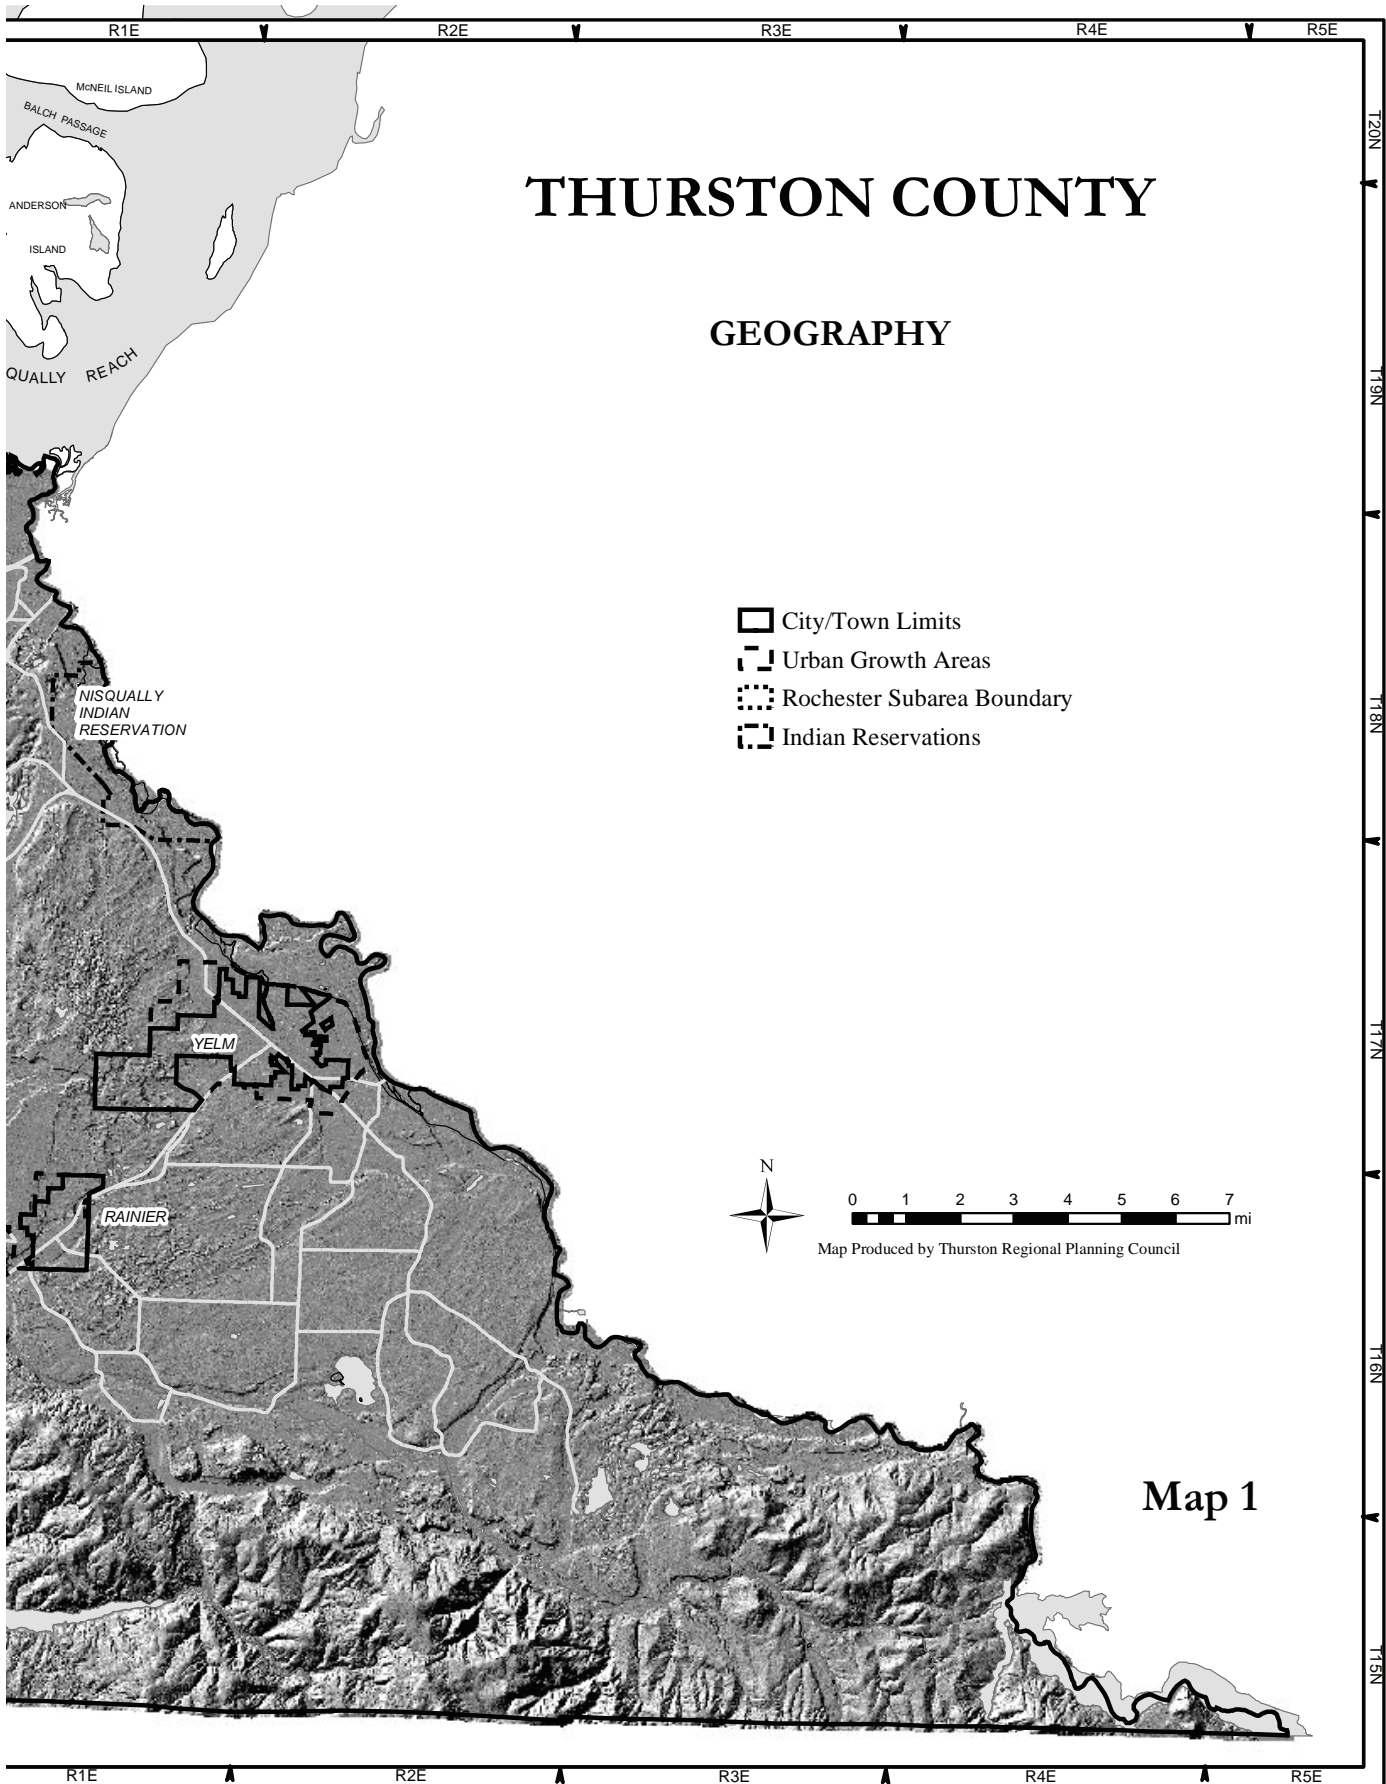 R1E R2E R3E R4E R5E
McNEIL ISLAND
BALCH PASSAGE
T20N
THURSTON COUNTY
ANDERSON
ISLAND
GEOGRAPHY
QUALLY REACH
T19N
City/Town Limits
Urban Growth Areas
Rochester Subarea Boundary
Indian Reservations
NISQUALLY
INDIAN
RESERVATION
T18N
YELM
T17N
N
0 1 2 3 4 5 6 7
mi
Map Produced by Thurston Regional Planning Council
RAINIER
T16N
Map 1
T15N
R1E R2E R3E R4E R5E